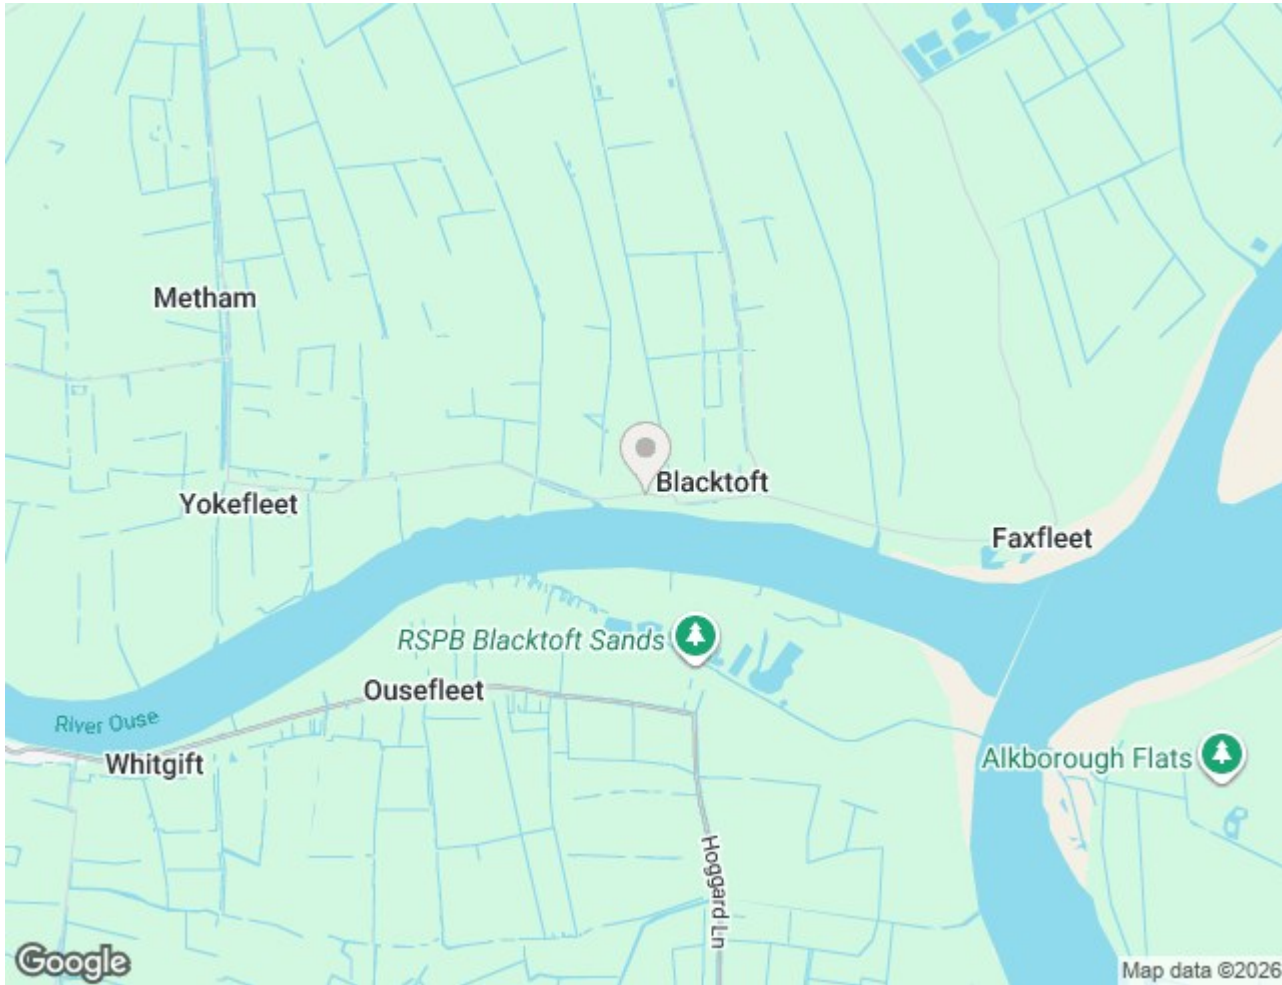 Metham
Blacktoft
Yokefleet
Faxfleet
RSPB Blacktoft Sands
Ousefleet
River Ouse
Whitgift
Alkborough Flats
Hoggard Ln
Google
Map data ©2026